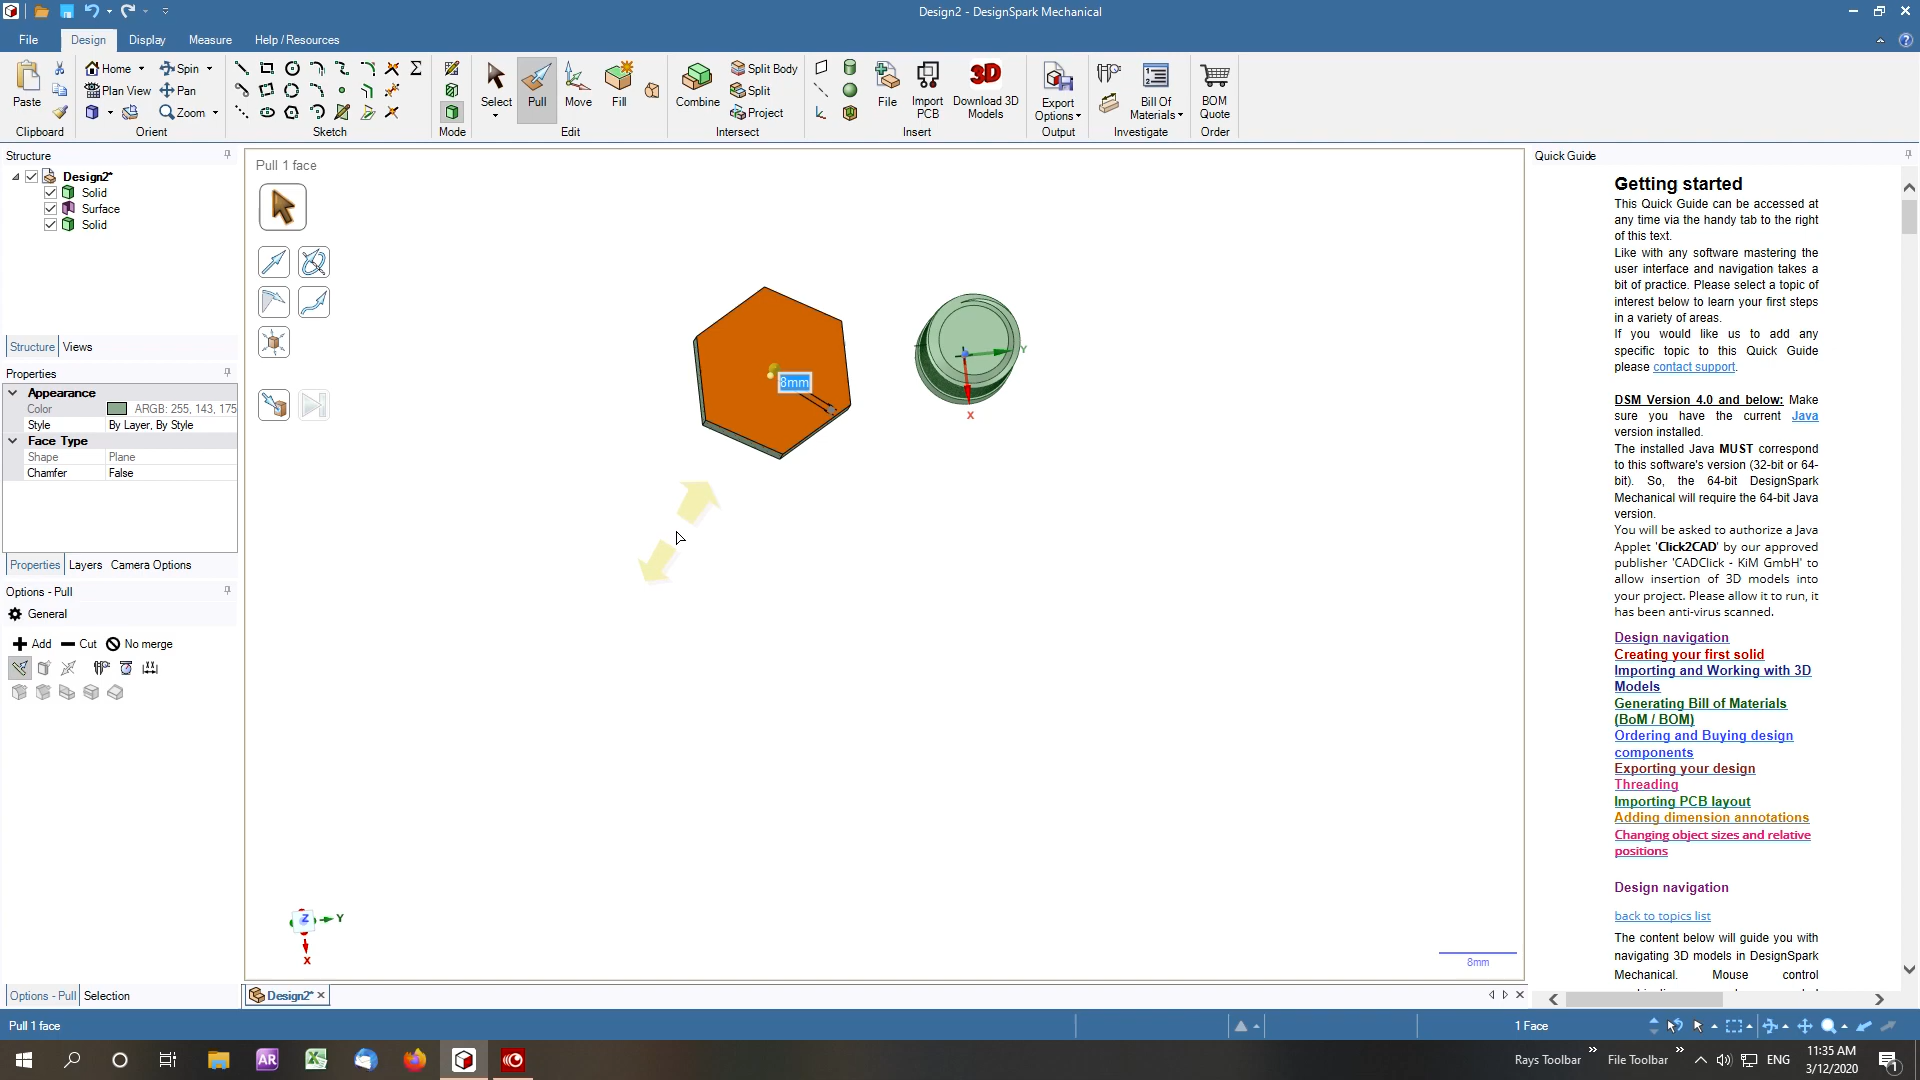 Design2 - DesignSpark Mechanical
File
Design
Display
Measure
Help / Resources
Paste
Home
Plan View
Spin
Pan
Zoom
Select
Pull
Move
Fill
Combine
Split Body
Split
Project
File
Import PCB
Download 3D Models
Export Options
Bill Of Materials
BOM Quote
Clipboard
Orient
Sketch
Mode
Edit
Intersect
Insert
Output
Investigate
Order
Structure
Design2*
Solid
Surface
Solid
Structure
Views
Properties
Appearance
Color
ARGB: 255, 143, 175
Style
By Layer, By Style
Face Type
Shape
Plane
Chamfer
False
Properties
Layers
Camera Options
Options - Pull
General
Add
Cut
No merge
Options - Pull
Selection
Pull 1 face
8mm
Y
X
Z
Y
X
8mm
Design2*
Quick Guide
Getting started
This Quick Guide can be accessed at
any time via the handy tab to the right
of this text.
Like with any software mastering the
user interface and navigation takes a
bit of practice. Please select a topic of
interest below to learn your first steps
in a variety of areas.
If you would like us to add any
specific topic to this Quick Guide
please contact support.
DSM Version 4.0 and below: Make
sure you have the current Java
version installed.
The installed Java MUST correspond
to this software's version (32-bit or 64-
bit). So, the 64-bit DesignSpark
Mechanical will require the 64-bit Java
version.
You will be asked to authorize a Java
Applet 'Click2CAD' by our approved
publisher 'CADClick - KiM GmbH' to
allow insertion of 3D models into
your project. Please allow it to run, it
has been anti-virus scanned.
Design navigation
Creating your first solid
Importing and Working with 3D
Models
Generating Bill of Materials
(BoM / BOM)
Ordering and Buying design
components
Exporting your design
Threading
Importing PCB layout
Adding dimension annotations
Changing object sizes and relative
positions
Design navigation
back to topics list
The content below will guide you with
navigating 3D models in DesignSpark
Mechanical. Mouse control
Pull 1 face
1 Face
AR
Rays Toolbar
File Toolbar
ENG
11:35 AM
3/12/2020
1